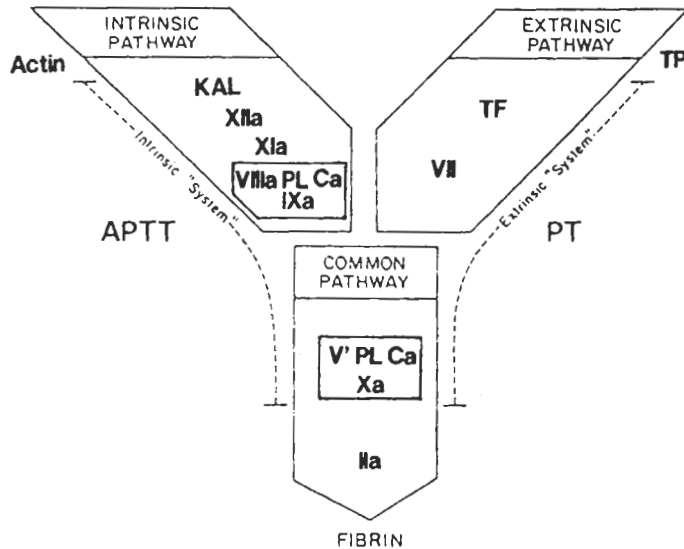 INTRINSIC
PATHWAY
EXTRINSIC
PATHWAY
Actin
TP
KAL
XIIa
XIa
VIIIa PL Ca
IXa
TF
VII
Intrinsic "System"
Extrinsic "System"
APTT
PT
COMMON
PATHWAY
V' PL Ca
Xa
IIa
FIBRIN